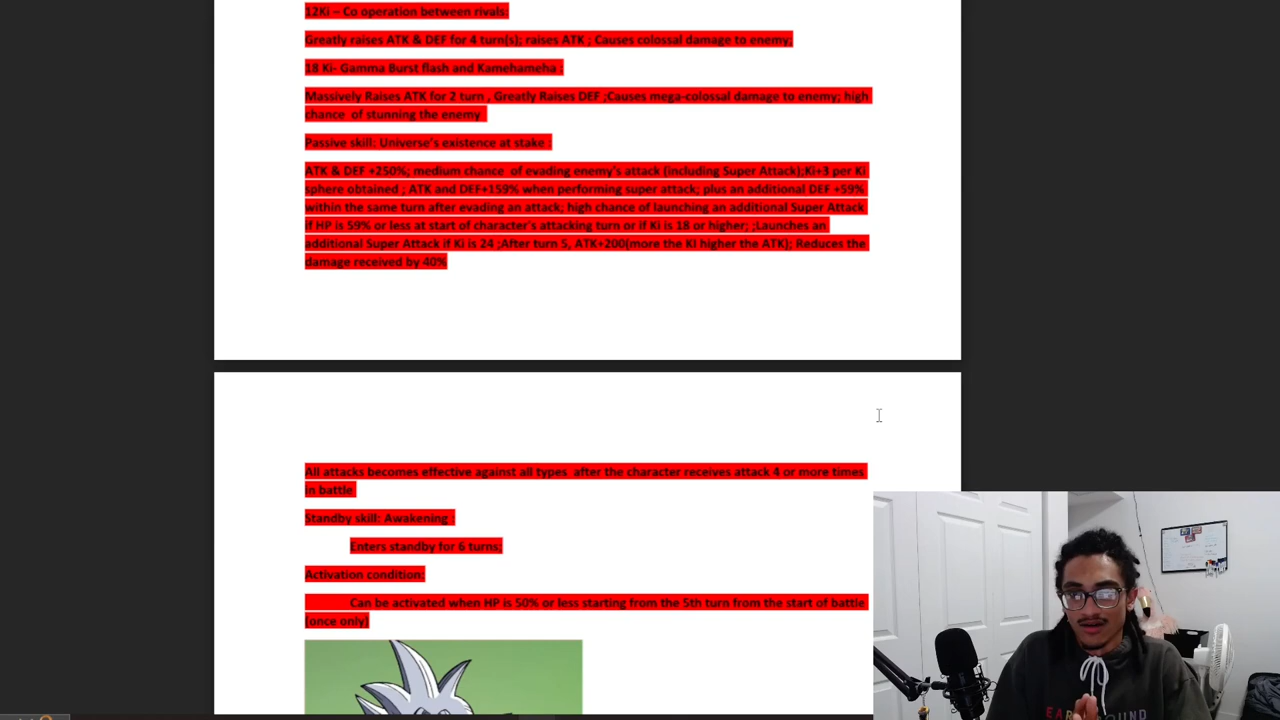 12Ki – Co operation between rivals:
Greatly raises ATK & DEF for 4 turn(s); raises ATK ; Causes colossal damage to enemy,
18 Ki- Gamma Burst flash and Kamehameha :
Massively Raises ATK for 2 turn , Greatly Raises DEF ;Causes mega-colossal damage to enemy; high
chance of stunning the enemy
Passive skill: Universe's existence at stake :
ATK & DEF +250%; medium chance of evading enemy's attack (including Super Attack),Ki+3 per Ki
sphere obtained ; ATK and DEF+159% when performing super attack; plus an additional DEF +59%
within the same turn after evading an attack; high chance of launching an additional Super Attack
if HP is 59% or less at start of character's attacking turn or if Ki is 18 or higher; ;Launches an
additional Super Attack if Ki is 24 ;After turn 5, ATK+200(more the KI higher the ATK); Reduces the
damage received by 40%
All attacks becomes effective against all types after the character receives attack 4 or more times
in battle
Standby skill: Awakening :
Enters standby for 6 turns;
Activation condition:
Can be activated when HP is 50% or less starting from the 5th turn from the start of battle
(once only)